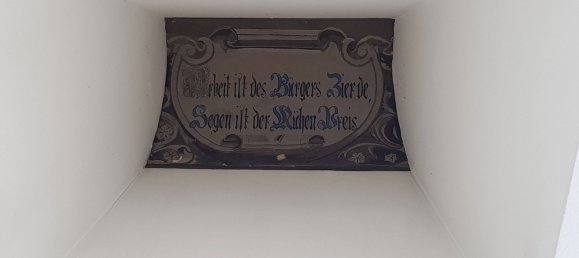 Arbeit ist des Bürgers Zierde,
Segen ist der Mühen Preis